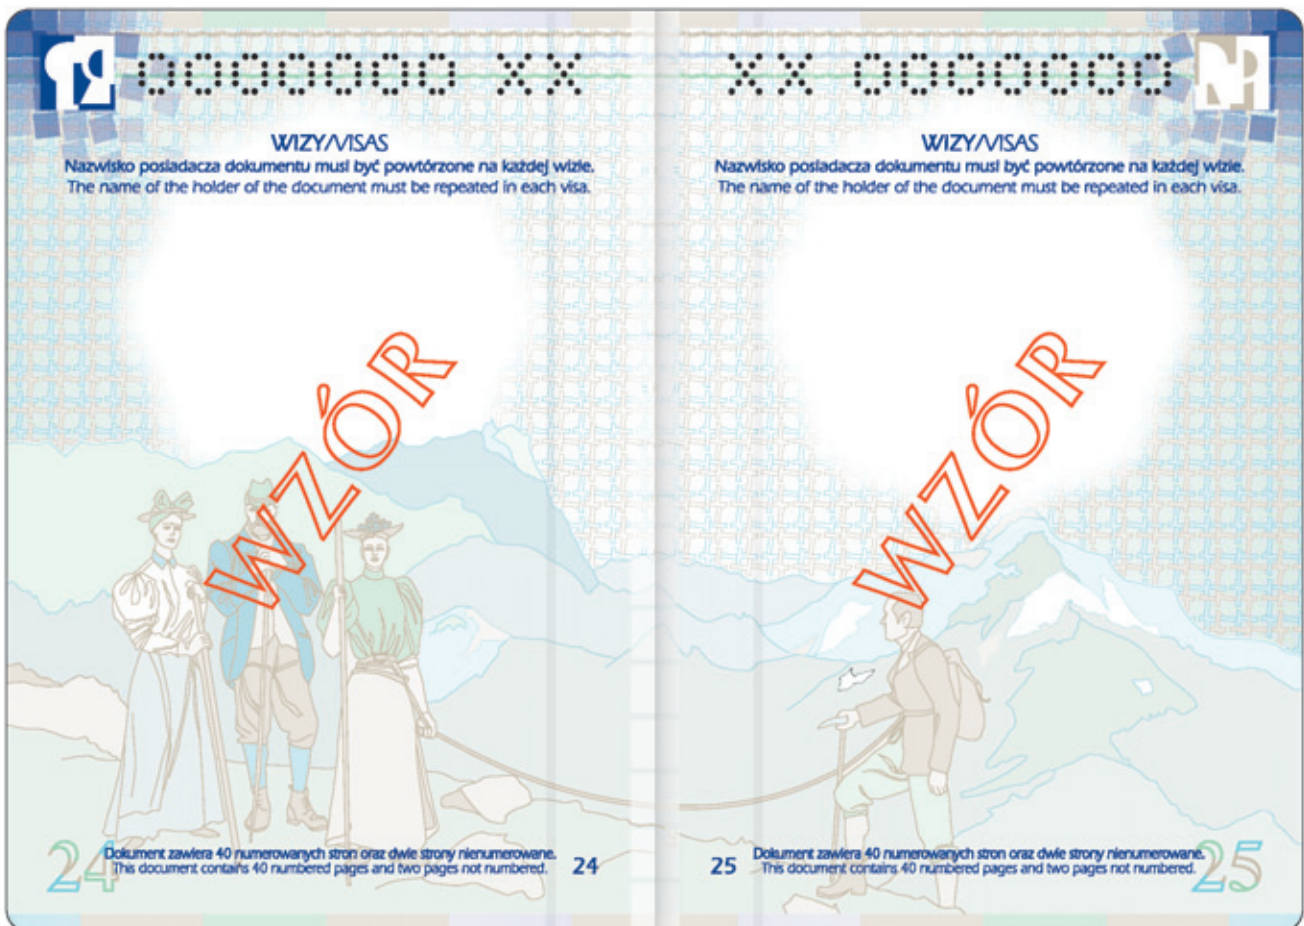 0000000 XX
WIZY/VISAS
Nazwisko posiadacza dokumentu musi być powtórzone na każdej wizie.
The name of the holder of the document must be repeated in each visa.
WZÓR
24
Dokument zawiera 40 numerowanych stron oraz dwie strony nienumerowane.
This document contains 40 numbered pages and two pages not numbered.
24
XX 0000000
WIZY/VISAS
Nazwisko posiadacza dokumentu musi być powtórzone na każdej wizie.
The name of the holder of the document must be repeated in each visa.
WZÓR
25
Dokument zawiera 40 numerowanych stron oraz dwie strony nienumerowane.
This document contains 40 numbered pages and two pages not numbered.
25